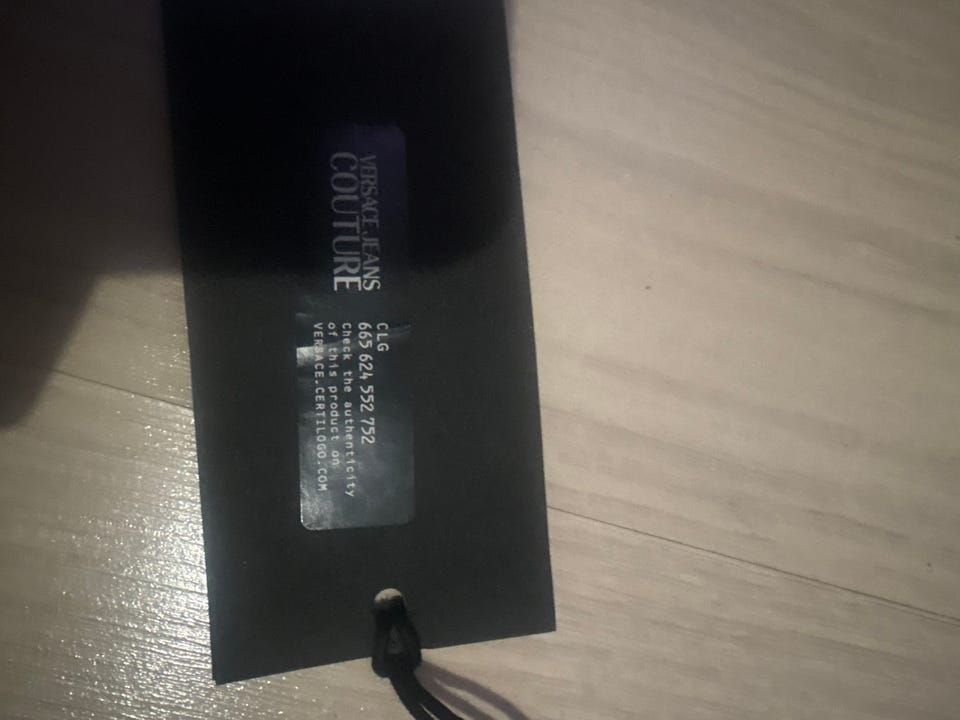 VERSACE JEANS
COUTURE
CLG
665 624 552 752
Check the authenticity
of this product on
VERSACE.CERTILOGO.COM